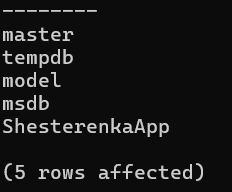 --------
master
tempdb
model
msdb
ShesterenkaApp
(5 rows affected)